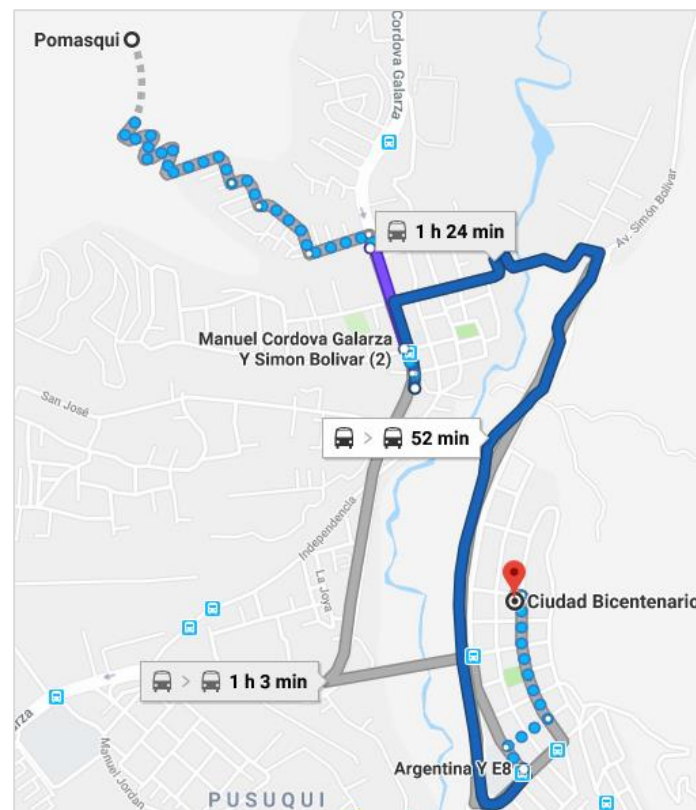 Pomasqui
Cordova Galarza
Av. Simón Bolívar
1 h 24 min
Manuel Cordova Galarza
Y Simon Bolivar (2)
San José
> 52 min
Independencia
La Joya
Ciudad Bicentenario
> 1 h 3 min
Manuel Jordan
Argentina Y E8
PUSUQUI